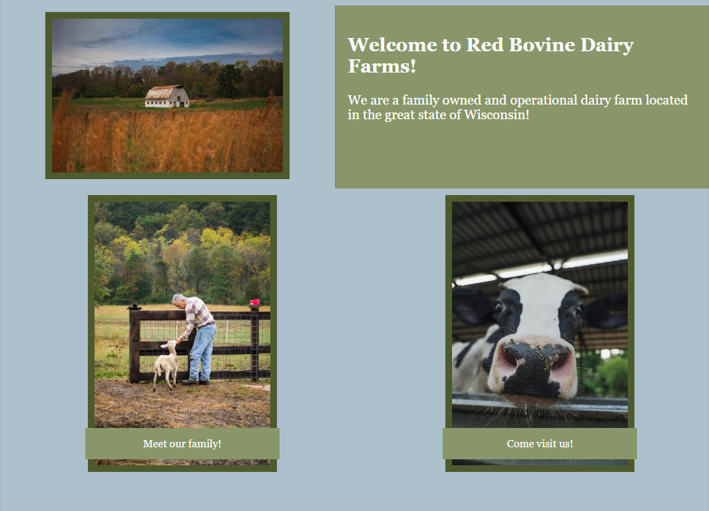 Welcome to Red Bovine Dairy
Farms!
We are a family owned and operational dairy farm located
in the great state of Wisconsin!
Meet our family!
Come visit us!